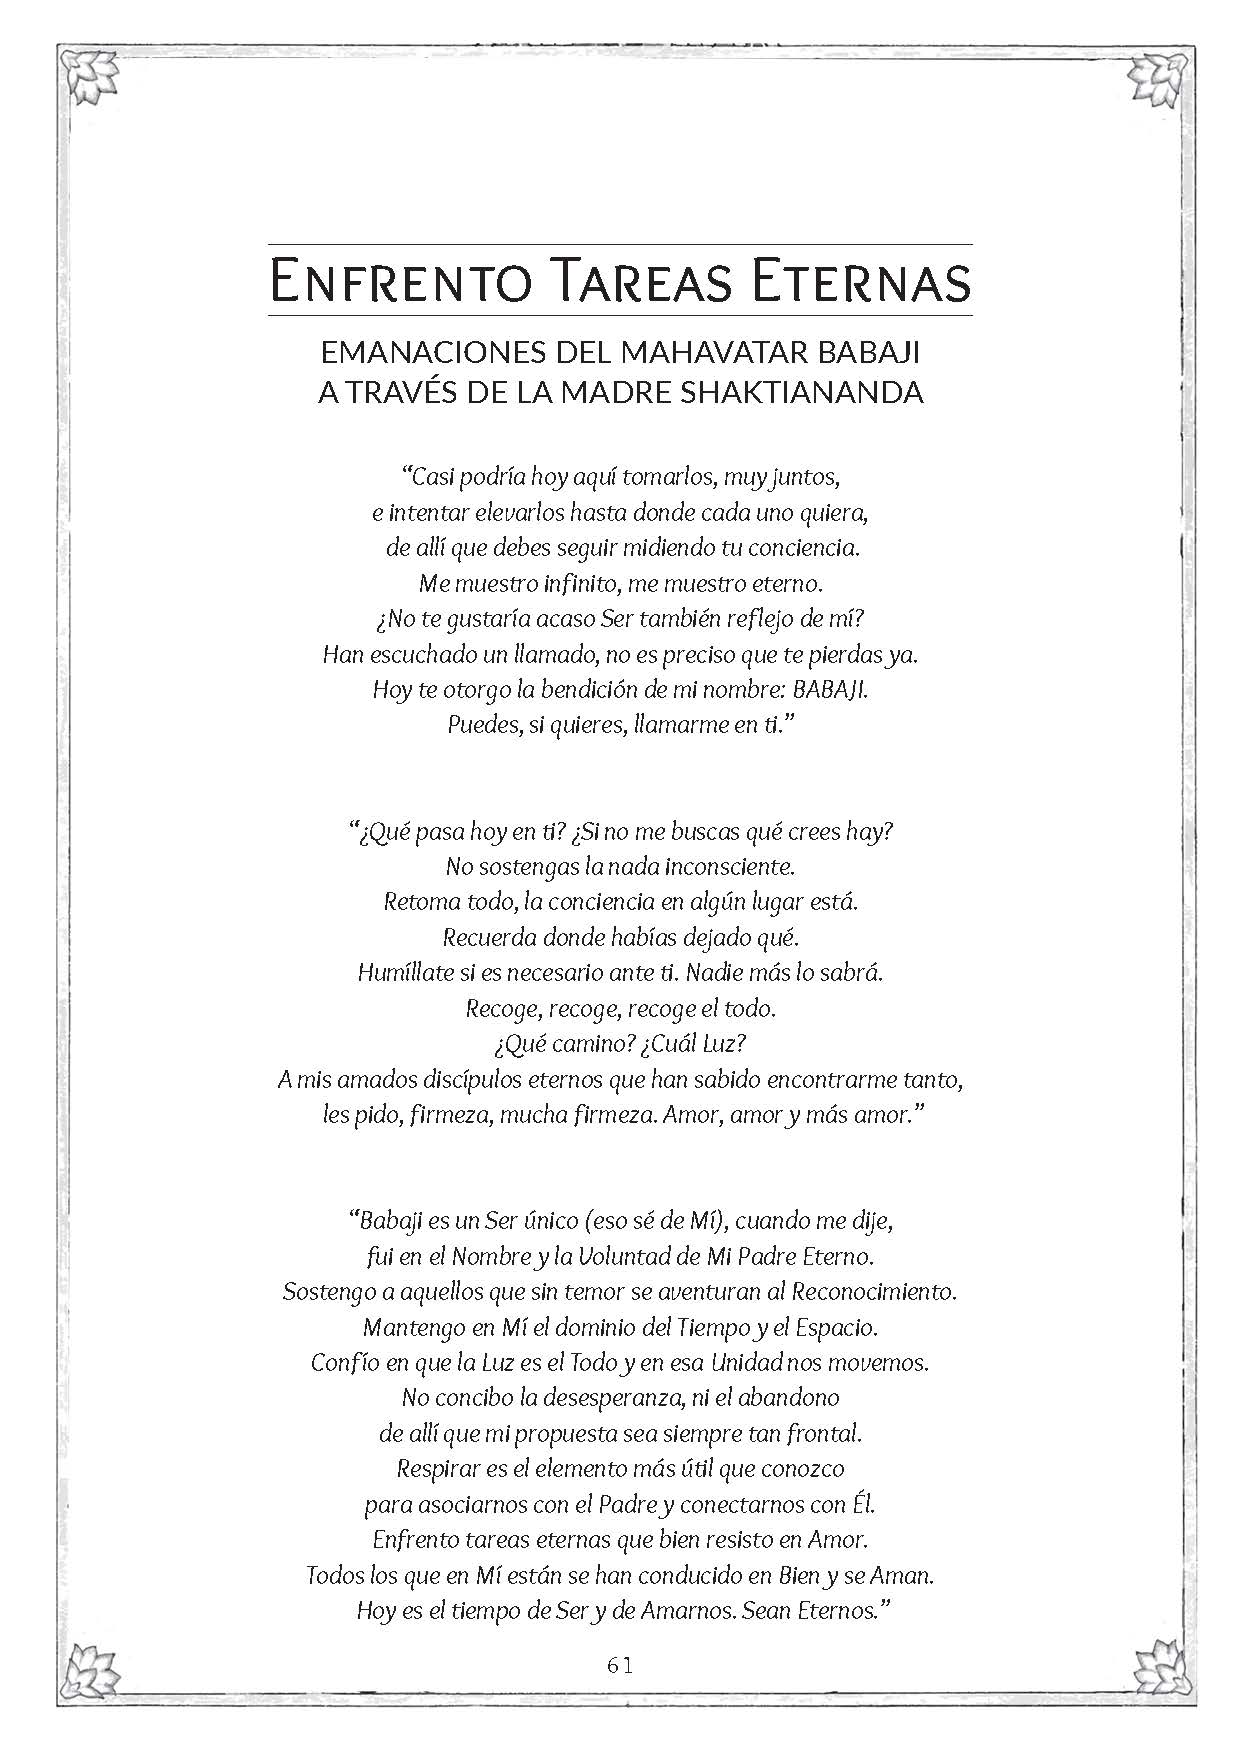 Enfrento Tareas Eternas
EMANACIONES DEL MAHAVATAR BABAJI
A TRAVÉS DE LA MADRE SHAKTIANANDA
“Casi podría hoy aquí tomarlos, muy juntos,
e intentar elevarlos hasta donde cada uno quiera,
de allí que debes seguir midiendo tu conciencia.
Me muestro infinito, me muestro eterno.
¿No te gustaría acaso Ser también reflejo de mí?
Han escuchado un llamado, no es preciso que te pierdas ya.
Hoy te otorgo la bendición de mi nombre: BABAJI.
Puedes, si quieres, llamarme en ti.”
“¿Qué pasa hoy en ti? ¿Si no me buscas qué crees hay?
No sostengas la nada inconsciente.
Retoma todo, la conciencia en algún lugar está.
Recuerda donde habías dejado qué.
Humíllate si es necesario ante ti. Nadie más lo sabrá.
Recoge, recoge, recoge el todo.
¿Qué camino? ¿Cuál Luz?
A mis amados discípulos eternos que han sabido encontrarme tanto,
les pido, firmeza, mucha firmeza. Amor, amor y más amor.”
“Babaji es un Ser único (eso sé de Mí), cuando me dije,
fui en el Nombre y la Voluntad de Mi Padre Eterno.
Sostengo a aquellos que sin temor se aventuran al Reconocimiento.
Mantengo en Mí el dominio del Tiempo y el Espacio.
Confío en que la Luz es el Todo y en esa Unidad nos movemos.
No concibo la desesperanza, ni el abandono
de allí que mi propuesta sea siempre tan frontal.
Respirar es el elemento más útil que conozco
para asociarnos con el Padre y conectarnos con Él.
Enfrento tareas eternas que bien resisto en Amor.
Todos los que en Mí están se han conducido en Bien y se Aman.
Hoy es el tiempo de Ser y de Amarnos. Sean Eternos.”
61